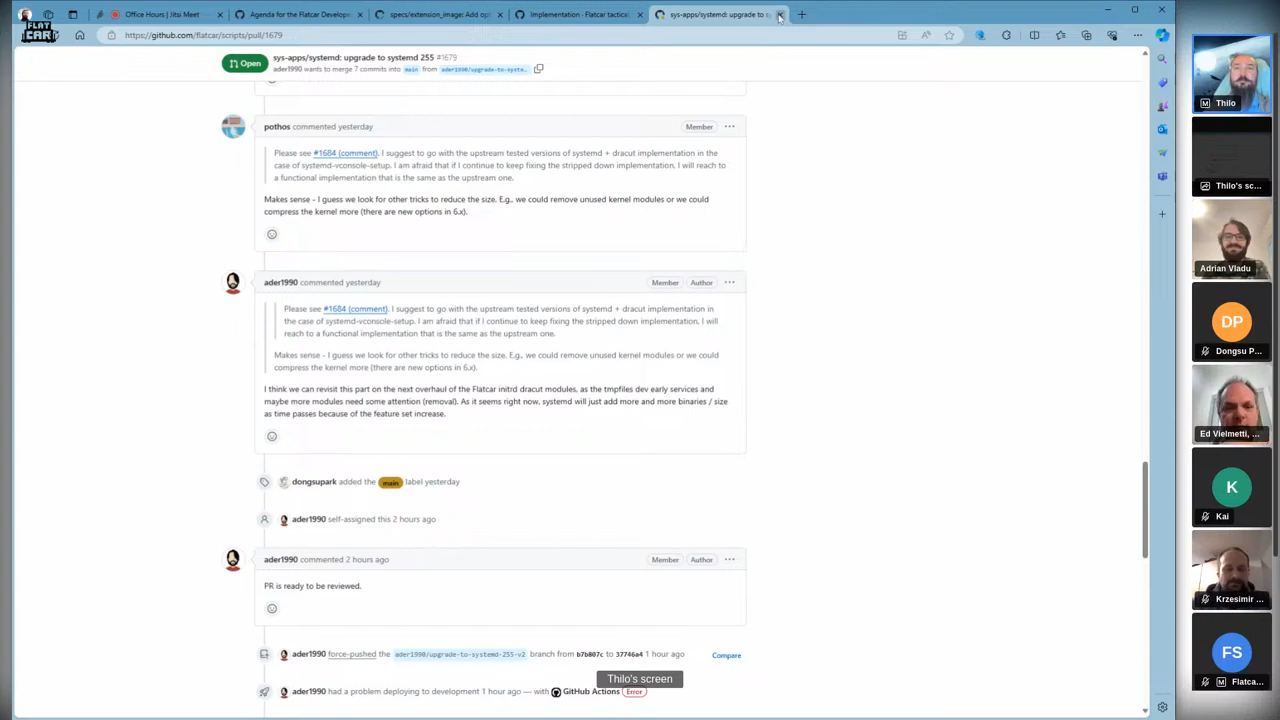 FLAT CAR
Office Hours | Jitsi Meet
Agenda for the Flatcar Develope
specs/extension_image: Add op
Implementation - Flatcar tactical
sys-apps/systemd: upgrade to s
https://github.com/flatcar/scripts/pull/1679
Open
sys-apps/systemd: upgrade to systemd 255 #1679
ader1990 wants to merge 7 commits into main from ader1990/upgrade-to-syste…
pothos commented yesterday
Member
Please see #1684 (comment). I suggest to go with the upstream tested versions of systemd + dracut implementation in the
case of systemd-vconsole-setup. I am afraid that if I continue to keep fixing the stripped down implementation, I will reach to
a functional implementation that is the same as the upstream one.
Makes sense - I guess we look for other tricks to reduce the size. E.g., we could remove unused kernel modules or we could
compress the kernel more (there are new options in 6.x).
ader1990 commented yesterday
Member
Author
Please see #1684 (comment). I suggest to go with the upstream tested versions of systemd + dracut implementation in
the case of systemd-vconsole-setup. I am afraid that if I continue to keep fixing the stripped down implementation, I will
reach to a functional implementation that is the same as the upstream one.
Makes sense - I guess we look for other tricks to reduce the size. E.g., we could remove unused kernel modules or we could
compress the kernel more (there are new options in 6.x).
I think we can revisit this part on the next overhaul of the Flatcar initrd dracut modules, as the tmpfiles dev early services and
maybe more modules need some attention (removal). As it seems right now, systemd will just add more and more binaries / size
as time passes because of the feature set increase.
dongsupark added the main label yesterday
ader1990 self-assigned this 2 hours ago
ader1990 commented 2 hours ago
Member
Author
PR is ready to be reviewed.
ader1990 force-pushed the ader1990/upgrade-to-systemd-255-v2 branch from b7b807c to 37746a4 1 hour ago
Compare
ader1990 had a problem deploying to development 1 hour ago — with GitHub Actions Error
Thilo's screen
M Thilo
Thilo's sc...
Adrian Vladu
DP
Dongsu P...
Ed Vielmetti, ...
K
Kai
Krzesimir ...
FS
M Flatca...